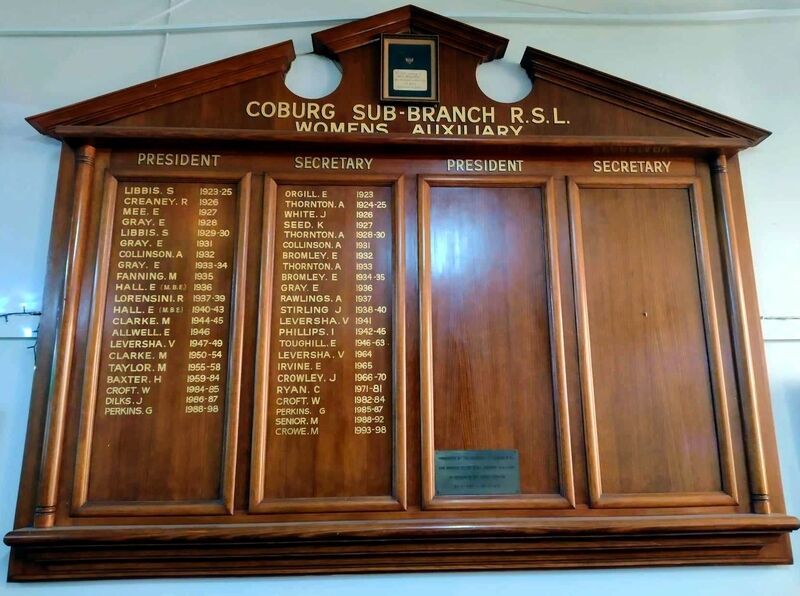 COBURG SUB-BRANCH R.S.L.
WOMENS AUXILIARY
PRESIDENT
LIBBIS. S 1923-25
CREANEY. R 1926
MEE. E 1927
GRAY. E 1928
LIBBIS. S 1929-30
GRAY. E 1931
COLLINSON. A 1932
GRAY. E 1933-34
FANNING. M 1935
HALL. E (M.B.E) 1936
LORENSINI. R 1937-39
HALL. E (M.B.E) 1940-43
CLARKE. M 1944-45
ALLWELL. E 1946
LEVERSHA. V 1947-49
CLARKE. M 1950-54
TAYLOR. M 1955-58
BAXTER. H 1959-84
CROFT. W 1984-85
DILKS. J 1986-87
PERKINS. G 1988-98
SECRETARY
ORGILL. E 1923
THORNTON. A 1924-25
WHITE. J 1926
SEED. K 1927
THORNTON. A 1928-30
COLLINSON. A 1931
BROMLEY. E 1932
THORNTON. A 1933
BROMLEY. E 1934-35
GRAY. E 1936
RAWLINGS. A 1937
STIRLING. J 1938-40
LEVERSHA. V 1941
PHILLIPS. I 1942-45
TOUGHILL. E 1946-63
LEVERSHA. V 1964
IRVINE. E 1965
CROWLEY. J 1966-70
RYAN. C 1971-81
CROFT. W 1982-84
PERKINS. G 1985-87
SENIOR. M 1988-92
CROWE. M 1993-98
PRESIDENT
SECRETARY